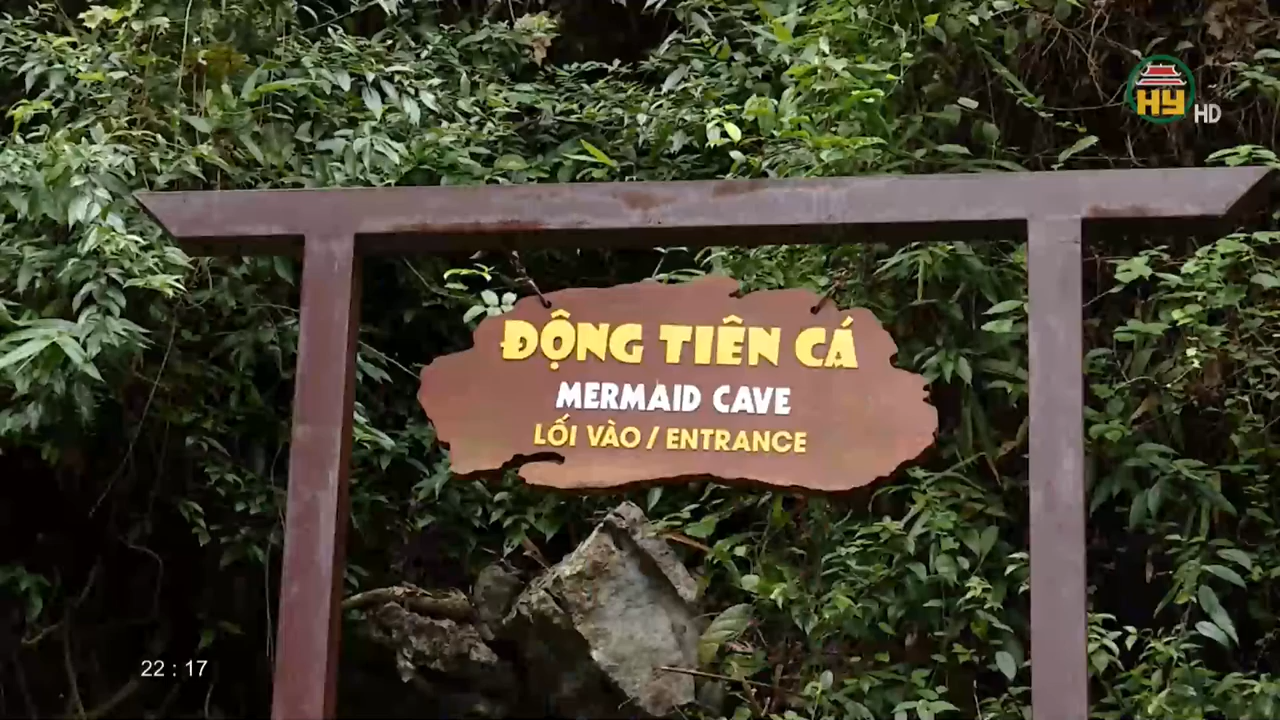 HY HD
ĐỘNG TIÊN CÁ
MERMAID CAVE
LỐI VÀO / ENTRANCE
22 : 17